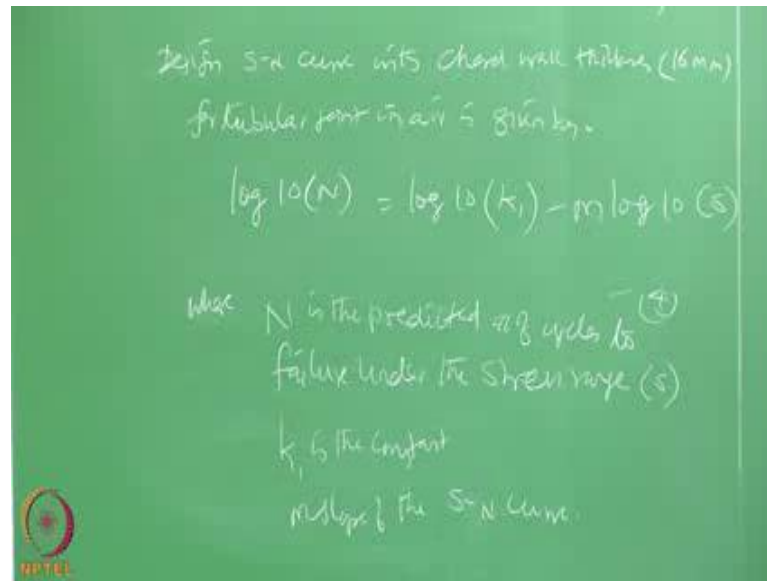 Design S-N curve with chord wall thickness (16mm)
for tubular joint in air is given by.
log 10(N) = log 10(k1) - m log 10(S)
(4)
where N is the predicted no of cycles to
failure under the stress range (S)
k1 is the constant
m slope of the S-N curve.
NPTEL